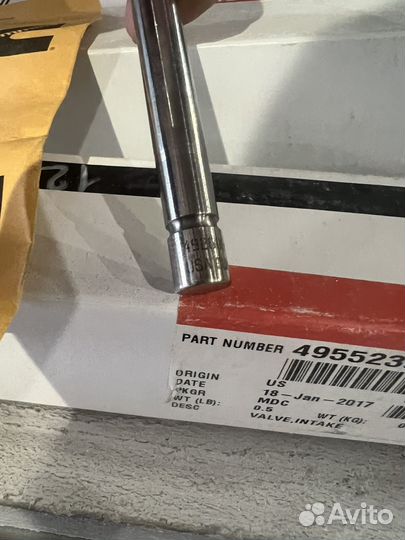 12
PART NUMBER 495523
ORIGIN US
DATE 18-Jan-2017
PKGR MDC
WT (LB): 0.5 WT (KG):
DESC VALVE,INTAKE
Avito